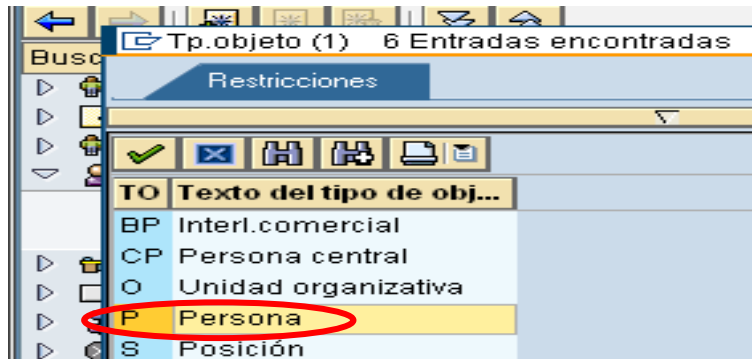 Tp.objeto (1) 6 Entradas encontradas
Busc
Restricciones
TO Texto del tipo de obj...
BP Interl.comercial
CP Persona central
O Unidad organizativa
P Persona
S Posición